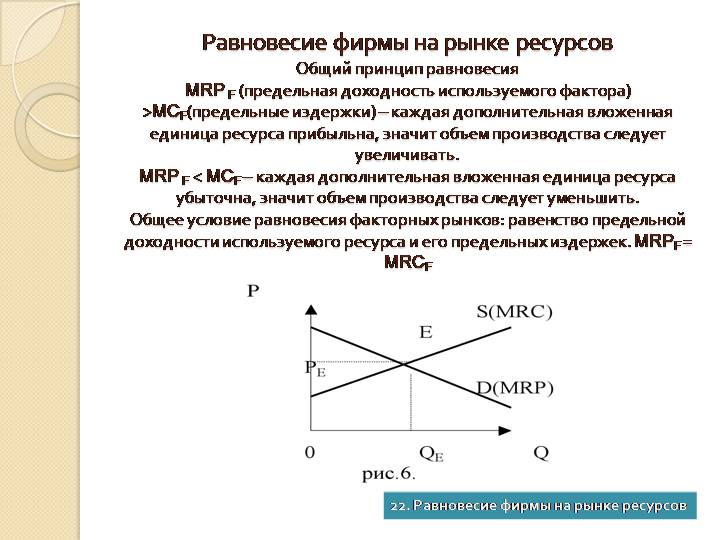 Равновесие фирмы на рынке ресурсов
Общий принцип равновесия
MRP F (предельная доходность используемого фактора)
>MCF(предельные издержки)—каждая дополнительная вложенная
единица ресурса прибыльна, значит объем производства следует
увеличивать.
MRP F < MCF— каждая дополнительная вложенная единица ресурса
убыточна, значит объем производства следует уменьшить.
Общее условие равновесия факторных рынков: равенство предельной
доходности используемого ресурса и его предельных издержек. MRPF =
MRCF
P
S(MRC)
E
PE
D(MRP)
0 QE Q
рис.6.
22. Равновесие фирмы на рынке ресурсов